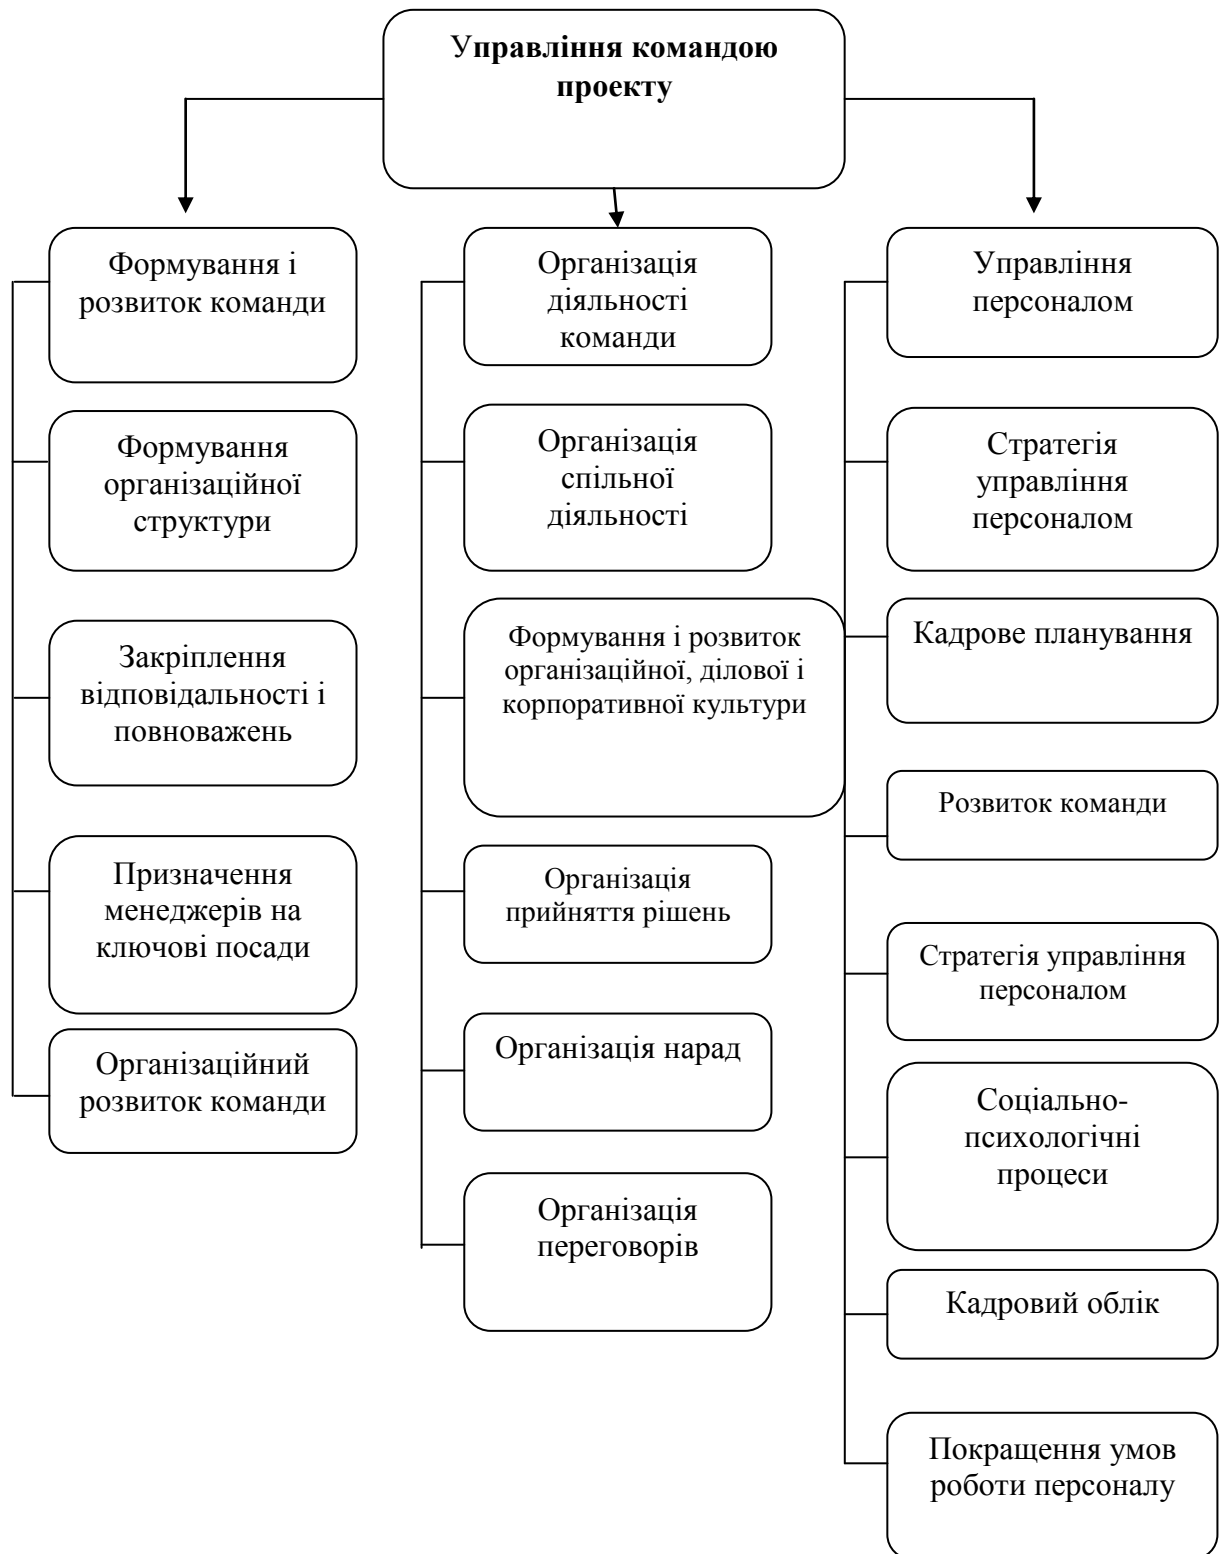 Управління командою
проекту
Формування і
розвиток команди
Формування
організаційної
структури
Закріплення
відповідальності і
повноважень
Призначення
менеджерів на
ключові посади
Організаційний
розвиток команди
Організація
діяльності
команди
Організація
спільної
діяльності
Формування і розвиток
організаційної, ділової і
корпоративної культури
Організація
прийняття рішень
Організація нарад
Організація
переговорів
Управління
персоналом
Стратегія
управління
персоналом
Кадрове планування
Розвиток команди
Стратегія управління
персоналом
Соціально-
психологічні
процеси
Кадровий облік
Покращення умов
роботи персоналу